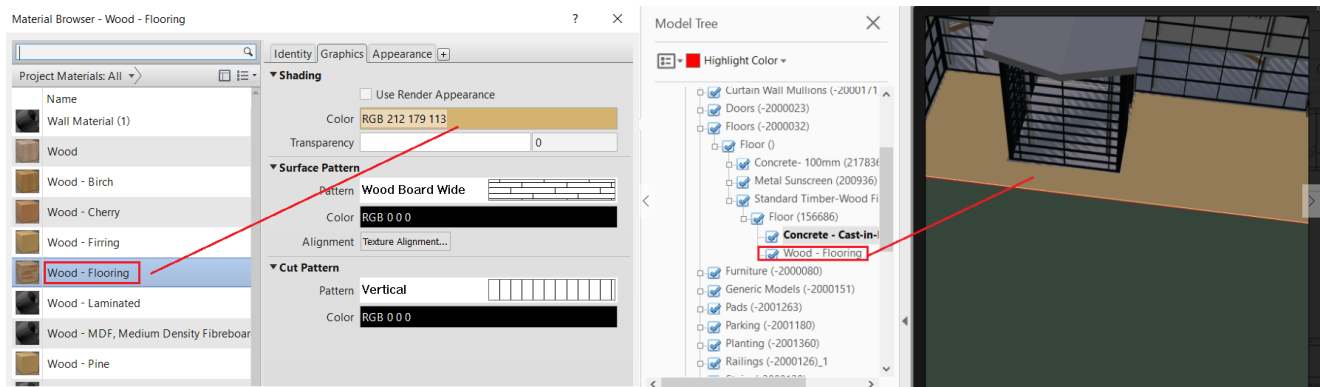 Material Browser - Wood - Flooring
?
Project Materials: All
Name
Wall Material (1)
Wood
Wood - Birch
Wood - Cherry
Wood - Firring
Wood - Flooring
Wood - Laminated
Wood - MDF, Medium Density Fibreboar
Wood - Pine
Identity Graphics Appearance +
Shading
Use Render Appearance
Color RGB 212 179 113
Transparency 0
Surface Pattern
Pattern Wood Board Wide
Color RGB 0 0 0
Alignment Texture Alignment...
Cut Pattern
Pattern Vertical
Color RGB 0 0 0
Model Tree
Highlight Color
Curtain Wall Mullions (-2000171
Doors (-2000023)
Floors (-2000032)
Floor ()
Concrete- 100mm (217836
Metal Sunscreen (200936)
Standard Timber-Wood Fi
Floor (156686)
Concrete - Cast-in-
Wood - Flooring
Furniture (-2000080)
Generic Models (-2000151)
Pads (-2001263)
Parking (-2001180)
Planting (-2001360)
Railings (-2000126)_1